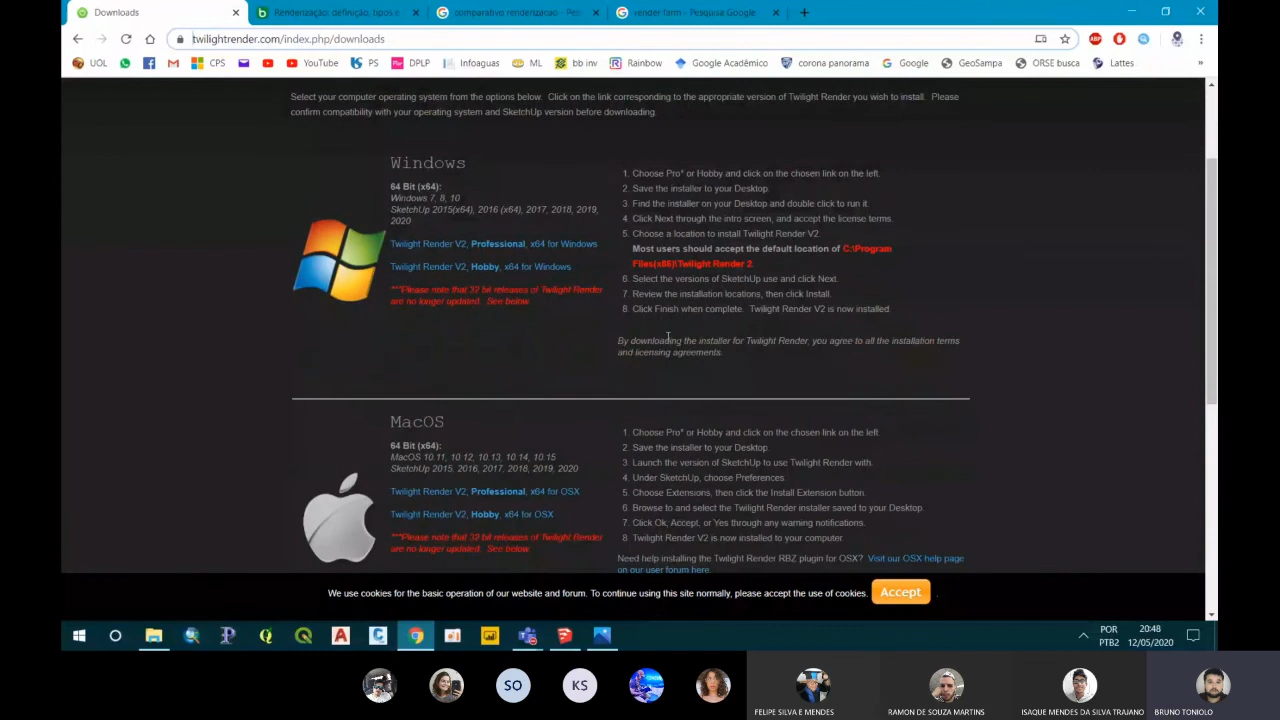 Downloads
Renderização: definição, tipos e
comparativo renderizacao - Pes
render farm - Pesquisa Google
twilightrender.com/index.php/downloads
ABP
UOL
CPS
YouTube
PS
DPLP
Infoaguas
ML
bb inv
Rainbow
Google Acadêmico
corona panorama
Google
GeoSampa
ORSE busca
Lattes
Select your computer operating system from the options below. Click on the link corresponding to the appropriate version of Twilight Render you wish to install. Please
confirm compatibility with your operating system and SketchUp version before downloading
Windows
64 Bit (x64):
Windows 7, 8, 10
SketchUp 2015(x64), 2016 (x64), 2017, 2018, 2019,
2020
Twilight Render V2, Professional, x64 for Windows
Twilight Render V2, Hobby, x64 for Windows
***Please note that 32 bit releases of Twilight Render
are no longer updated. See below.
1. Choose Pro* or Hobby and click on the chosen link on the left.
2. Save the installer to your Desktop.
3. Find the installer on your Desktop and double click to run it.
4. Click Next through the intro screen, and accept the license terms.
5. Choose a location to install Twilight Render V2.
Most users should accept the default location of C:\Program
Files(x86)\Twilight Render 2.
6. Select the versions of SketchUp use and click Next.
7. Review the installation locations, then click Install.
8. Click Finish when complete. Twilight Render V2 is now installed.
By downloading the installer for Twilight Render, you agree to all the installation terms
and licensing agreements.
MacOS
64 Bit (x64):
MacOS 10.11, 10.12, 10.13, 10.14, 10.15
SketchUp 2015. 2016, 2017, 2018, 2019, 2020
Twilight Render V2, Professional, x64 for OSX
Twilight Render V2, Hobby, x64 for OSX
***Please note that 32 bit releases of Twilight Render
are no longer updated. See below.
1. Choose Pro* or Hobby and click on the chosen link on the left.
2. Save the installer to your Desktop.
3. Launch the version of SketchUp to use Twilight Render with.
4. Under SketchUp, choose Preferences.
5. Choose Extensions, then click the Install Extension button.
6. Browse to and select the Twilight Render installer saved to your Desktop.
7. Click Ok, Accept, or Yes through any warning notifications.
8. Twilight Render V2 is now installed to your computer
Need help installing the Twilight Render RBZ plugin for OSX? Visit our OSX help page
on our user forum here.
We use cookies for the basic operation of our website and forum. To continue using this site normally, please accept the use of cookies.
Accept
POR
PTB2
20:48
12/05/2020
SO
KS
FELIPE SILVA E MENDES
RAMON DE SOUZA MARTINS
ISAQUE MENDES DA SILVA TRAJANO
BRUNO TONIOLO